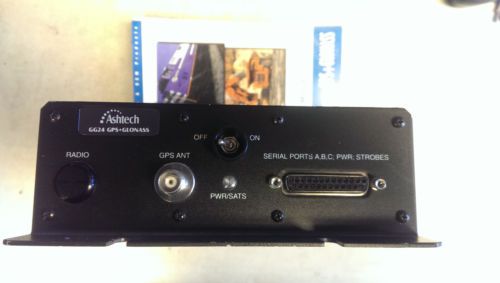 Ashtech
GG24 GPS+GLONASS
OFF
ON
RADIO
GPS ANT
SERIAL PORTS A,B,C; PWR; STROBES
PWR/SATS